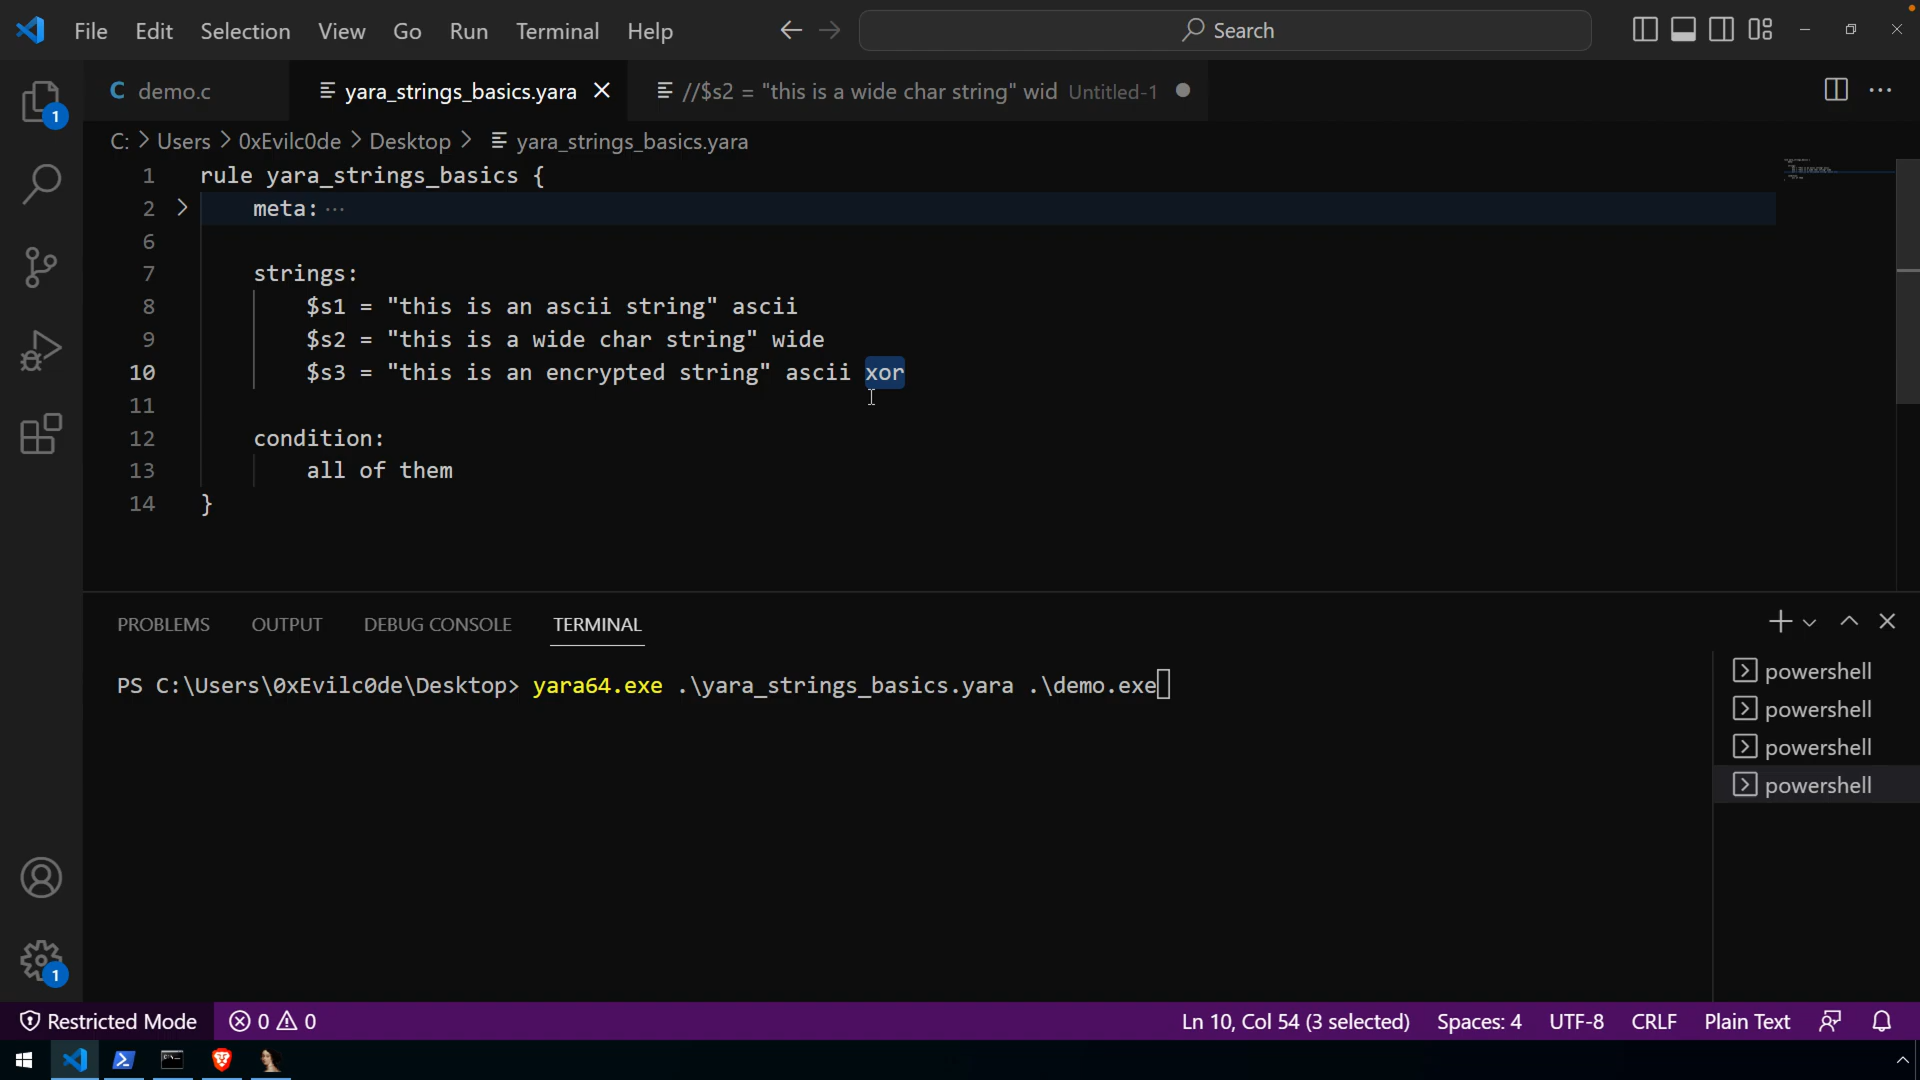 File Edit Selection View Go Run Terminal Help Search
C demo.c yara_strings_basics.yara //$s2 = "this is a wide char string" wid Untitled-1
C: > Users > 0xEvilc0de > Desktop > yara_strings_basics.yara
1 rule yara_strings_basics {
2 meta: ···
6
7 strings:
8 $s1 = "this is an ascii string" ascii
9 $s2 = "this is a wide char string" wide
10 $s3 = "this is an encrypted string" ascii xor
11
12 condition:
13 all of them
14 }
1
PROBLEMS OUTPUT DEBUG CONSOLE TERMINAL
PS C:\Users\0xEvilc0de\Desktop> yara64.exe .\yara_strings_basics.yara .\demo.exe
powershell
powershell
powershell
powershell
1
Restricted Mode 0 0 Ln 10, Col 54 (3 selected) Spaces: 4 UTF-8 CRLF Plain Text